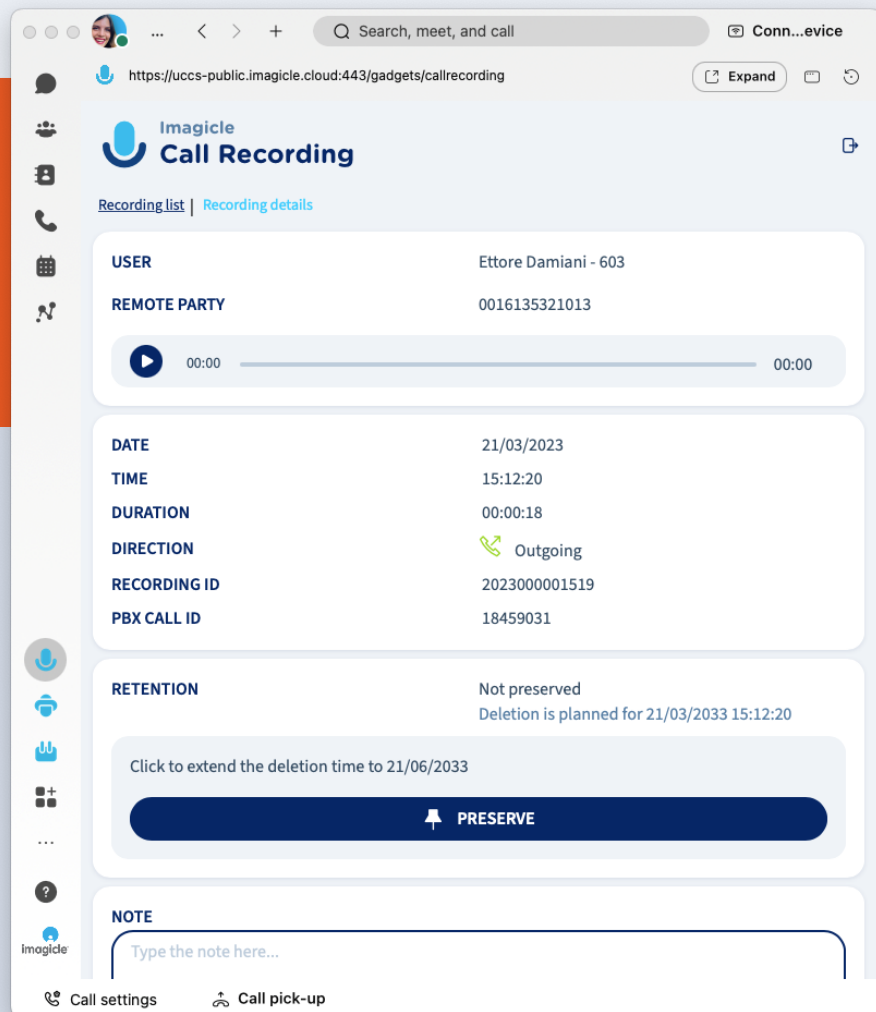 ...
Search, meet, and call
Conn...evice
https://uccs-public.imagicle.cloud:443/gadgets/callrecording
Expand
Imagicle
Call Recording
Recording list | Recording details
USER Ettore Damiani - 603
REMOTE PARTY 0016135321013
00:00 00:00
DATE 21/03/2023
TIME 15:12:20
DURATION 00:00:18
DIRECTION Outgoing
RECORDING ID 2023000001519
PBX CALL ID 18459031
RETENTION Not preserved
Deletion is planned for 21/03/2033 15:12:20
Click to extend the deletion time to 21/06/2033
PRESERVE
...
?
NOTE
imagicle
Type the note here...
Call settings Call pick-up